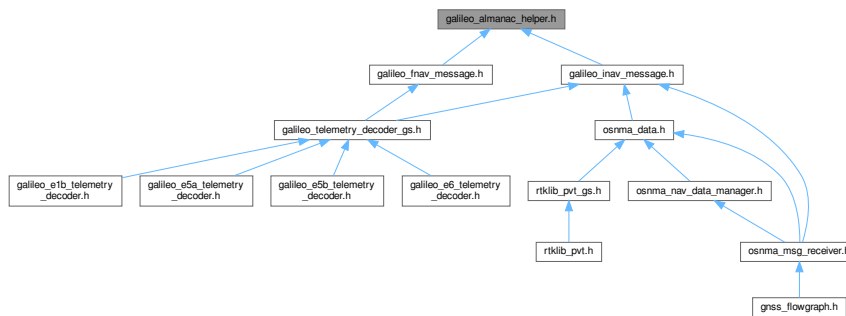 galileo_almanac_helper.h
galileo_fnav_message.h
galileo_inav_message.h
galileo_telemetry_decoder_gs.h
osnma_data.h
galileo_e1b_telemetry
_decoder.h
galileo_e5a_telemetry
_decoder.h
galileo_e5b_telemetry
_decoder.h
galileo_e6_telemetry
_decoder.h
rtklib_pvt_gs.h
osnma_nav_data_manager.h
rtklib_pvt.h
osnma_msg_receiver.h
gnss_flowgraph.h